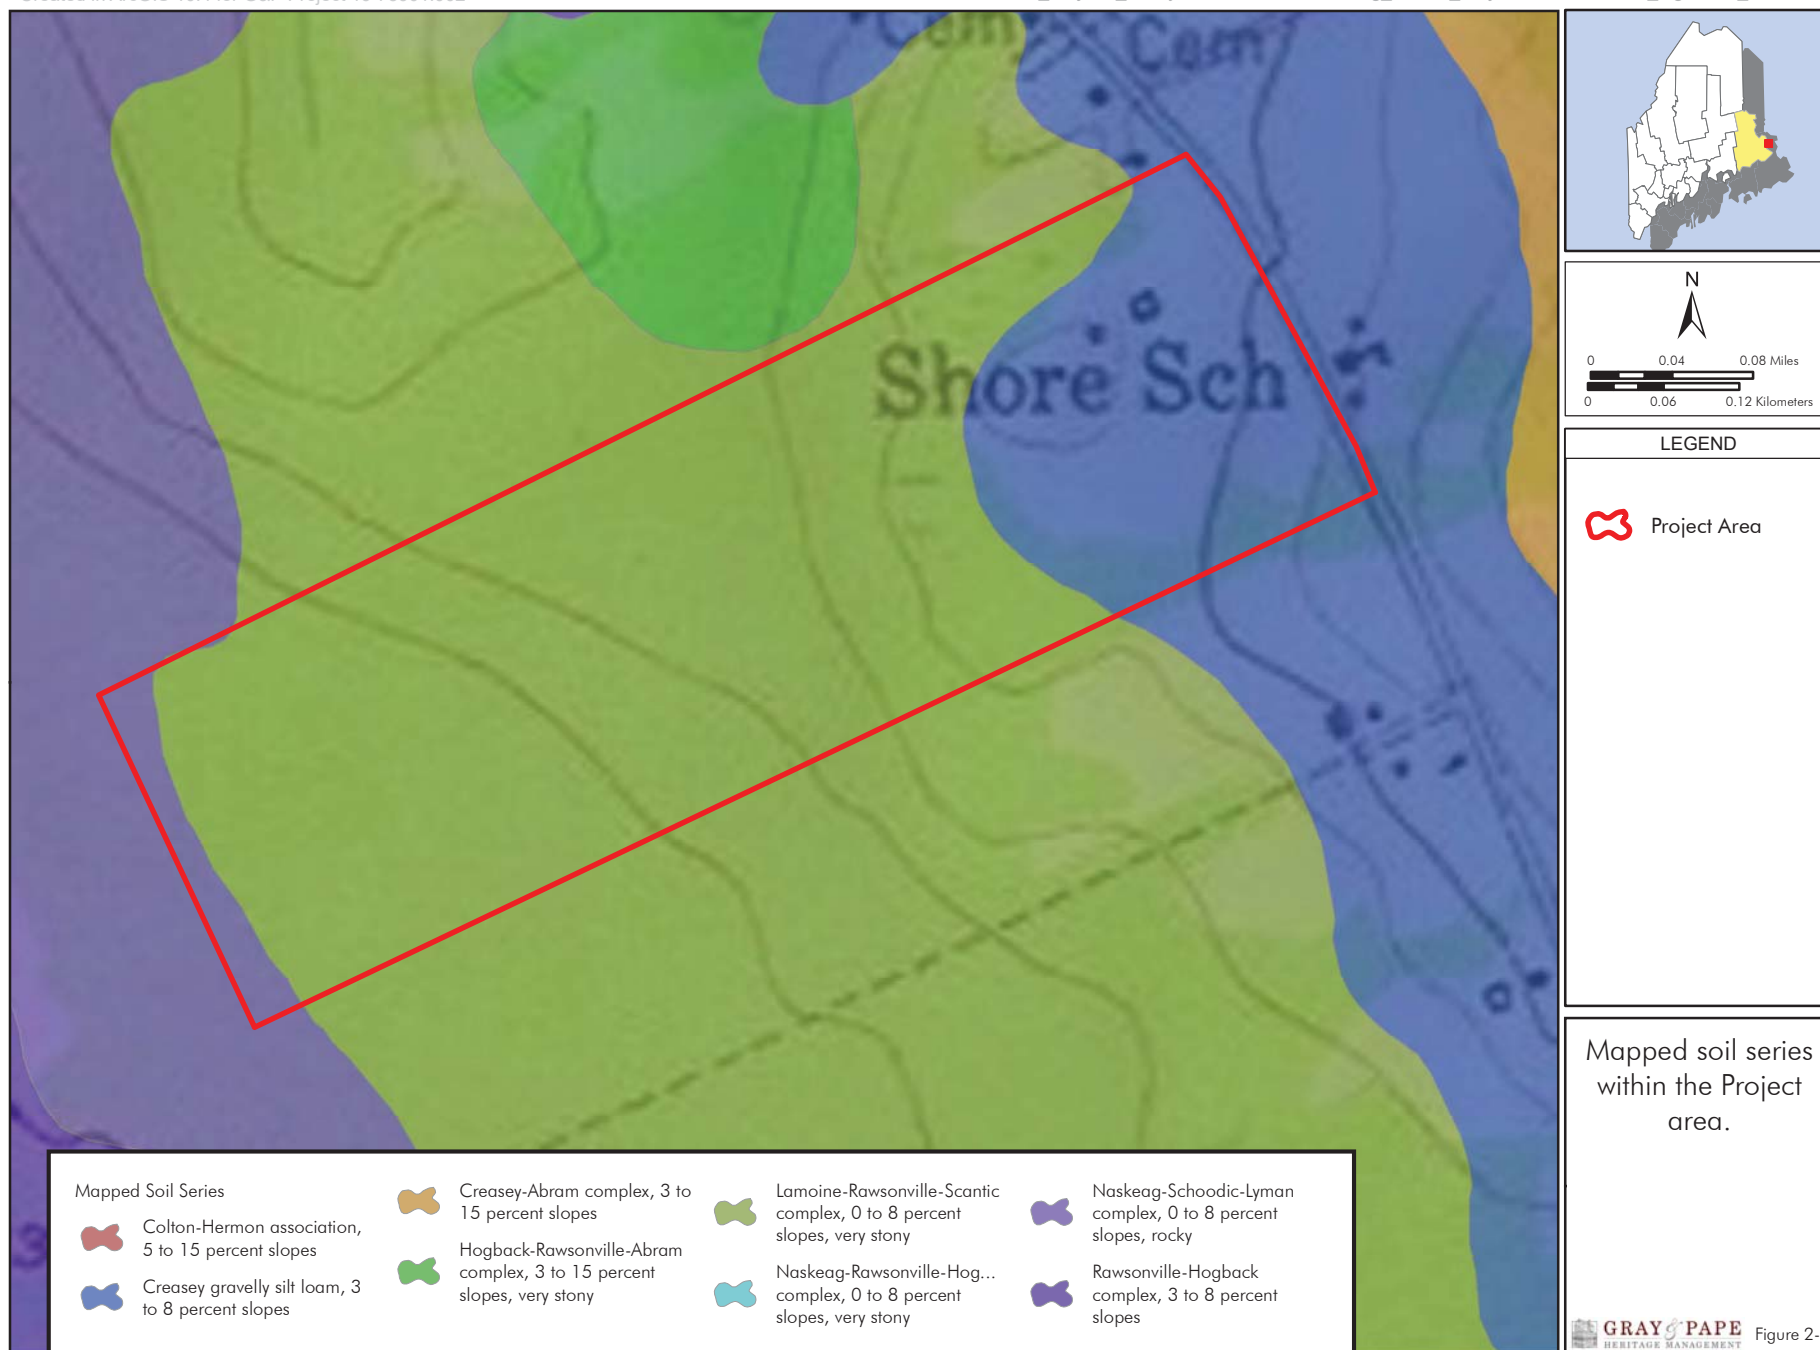 Cem
Cem
Shore Sch
N
0 0.04 0.08 Miles
0 0.06 0.12 Kilometers
LEGEND
Project Area
Mapped soil series
within the Project
area.
Mapped Soil Series
Colton-Hermon association,
5 to 15 percent slopes
Creasey gravelly silt loam, 3
to 8 percent slopes
Creasey-Abram complex, 3 to
15 percent slopes
Hogback-Rawsonville-Abram
complex, 3 to 15 percent
slopes, very stony
Lamoine-Rawsonville-Scantic
complex, 0 to 8 percent
slopes, very stony
Naskeag-Rawsonville-Hog...
complex, 0 to 8 percent
slopes, very stony
Naskeag-Schoodic-Lyman
complex, 0 to 8 percent
slopes, rocky
Rawsonville-Hogback
complex, 3 to 8 percent
slopes
GRAY & PAPE
HERITAGE MANAGEMENT
Figure 2-